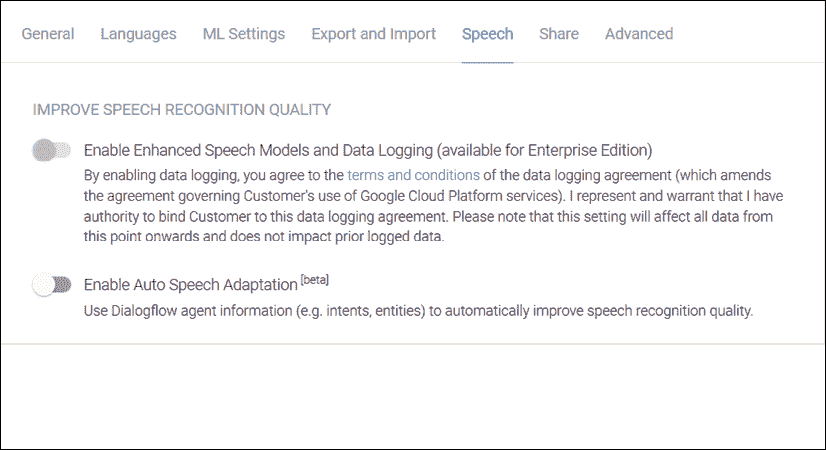 General Languages ML Settings Export and Import Speech Share Advanced
IMPROVE SPEECH RECOGNITION QUALITY
Enable Enhanced Speech Models and Data Logging (available for Enterprise Edition)
By enabling data logging, you agree to the terms and conditions of the data logging agreement (which amends
the agreement governing Customer's use of Google Cloud Platform services). I represent and warrant that I have
authority to bind Customer to this data logging agreement. Please note that this setting will affect all data from
this point onwards and does not impact prior logged data.
Enable Auto Speech Adaptation [beta]
Use Dialogflow agent information (e.g. intents, entities) to automatically improve speech recognition quality.